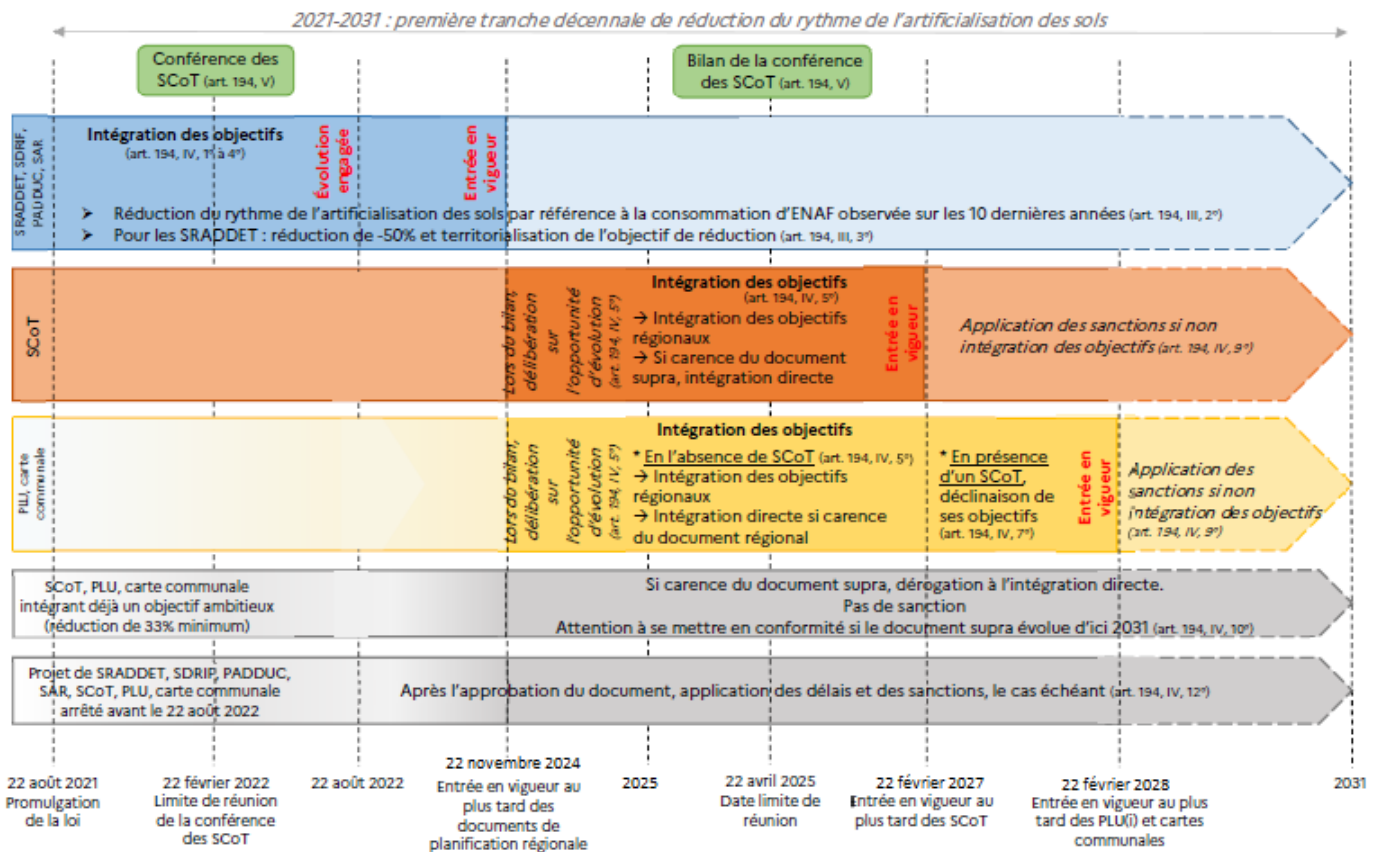 2021-2031 : première tranche décennale de réduction du rythme de l'artificialisation des sols
Conférence des
SCoT (art. 194, V)
Bilan de la conférence
des SCoT (art. 194, V)
SRADDET, SDRIF,
PADUC, SAR
Intégration des objectifs
(art. 194, IV, 1° à 4°)
Évolution
engagée
Entrée en
vigueur
➤ Réduction du rythme de l'artificialisation des sols par référence à la consommation d'ENAF observée sur les 10 dernières années (art. 194, III, 2°)
➤ Pour les SRADDET : réduction de -50% et territorialisation de l'objectif de réduction (art. 194, III, 3°)
SCoT
Lors du bilan,
délibération
sur
l'opportunité
d'évolution
(art. 194, IV, 5°)
Intégration des objectifs
(art. 194, IV, 5°)
→ Intégration des objectifs
régionaux
→ Si carence du document
supra, intégration directe
Entrée en
vigueur
Application des sanctions si non
intégration des objectifs (art. 194, IV, 9°)
PLU, carte
communale
Lors du bilan,
délibération
sur
l'opportunité
d'évolution
(art. 194, IV, 5°)
Intégration des objectifs
* En l'absence de SCoT (art. 194, IV, 5°)
→ Intégration des objectifs
régionaux
→ Intégration directe si carence
du document régional
* En présence
d'un SCoT,
déclinaison de
ses objectifs
(art. 194, IV, 7°)
Entrée en
vigueur
Application des
sanctions si non
intégration des objectifs
(art. 194, IV, 9°)
SCoT, PLU, carte communale
intégrant déjà un objectif ambitieux
(réduction de 33% minimum)
Si carence du document supra, dérogation à l'intégration directe.
Pas de sanction
Attention à se mettre en conformité si le document supra évolue d'ici 2031 (art. 194, IV, 10°)
Projet de SRADDET, SDRIP, PADDUC,
SAR, SCoT, PLU, carte communale
arrêté avant le 22 août 2022
Après l'approbation du document, application des délais et des sanctions, le cas échéant (art. 194, IV, 12°)
22 août 2021
Promulgation
de la loi
22 février 2022
Limite de réunion
de la conférence
des SCoT
22 août 2022
22 novembre 2024
Entrée en vigueur au
plus tard des
documents de
planification régionale
2025
22 avril 2025
Date limite de
réunion
22 février 2027
Entrée en vigueur au
plus tard des SCoT
22 février 2028
Entrée en vigueur au plus
tard des PLU(i) et cartes
communales
2031